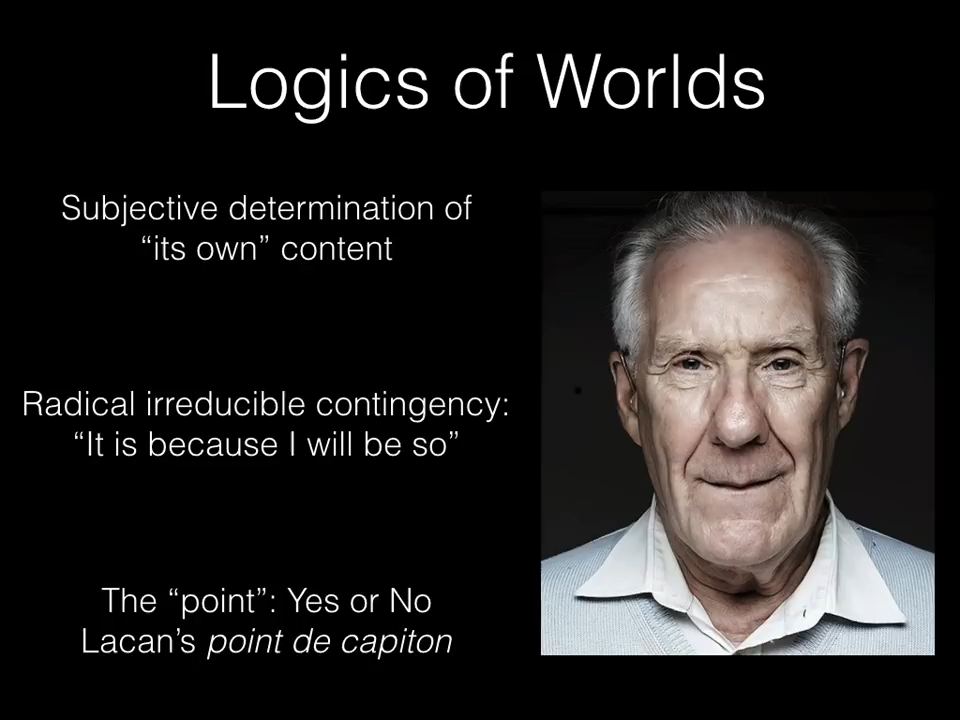 Logics of Worlds
Subjective determination of
“its own” content
Radical irreducible contingency:
“It is because I will be so”
The “point”: Yes or No
Lacan’s point de capiton